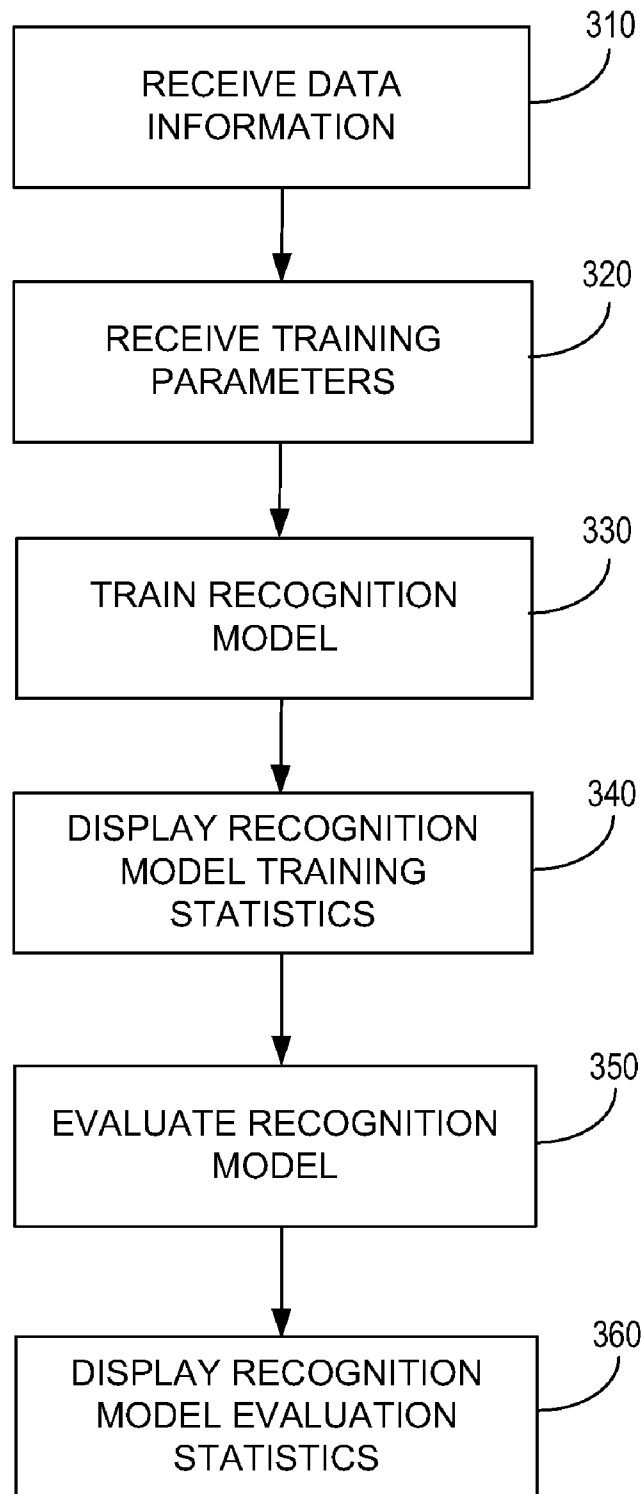 310
RECEIVE DATA
INFORMATION
320
RECEIVE TRAINING
PARAMETERS
330
TRAIN RECOGNITION
MODEL
340
DISPLAY RECOGNITION
MODEL TRAINING
STATISTICS
350
EVALUATE RECOGNITION
MODEL
360
DISPLAY RECOGNITION
MODEL EVALUATION
STATISTICS